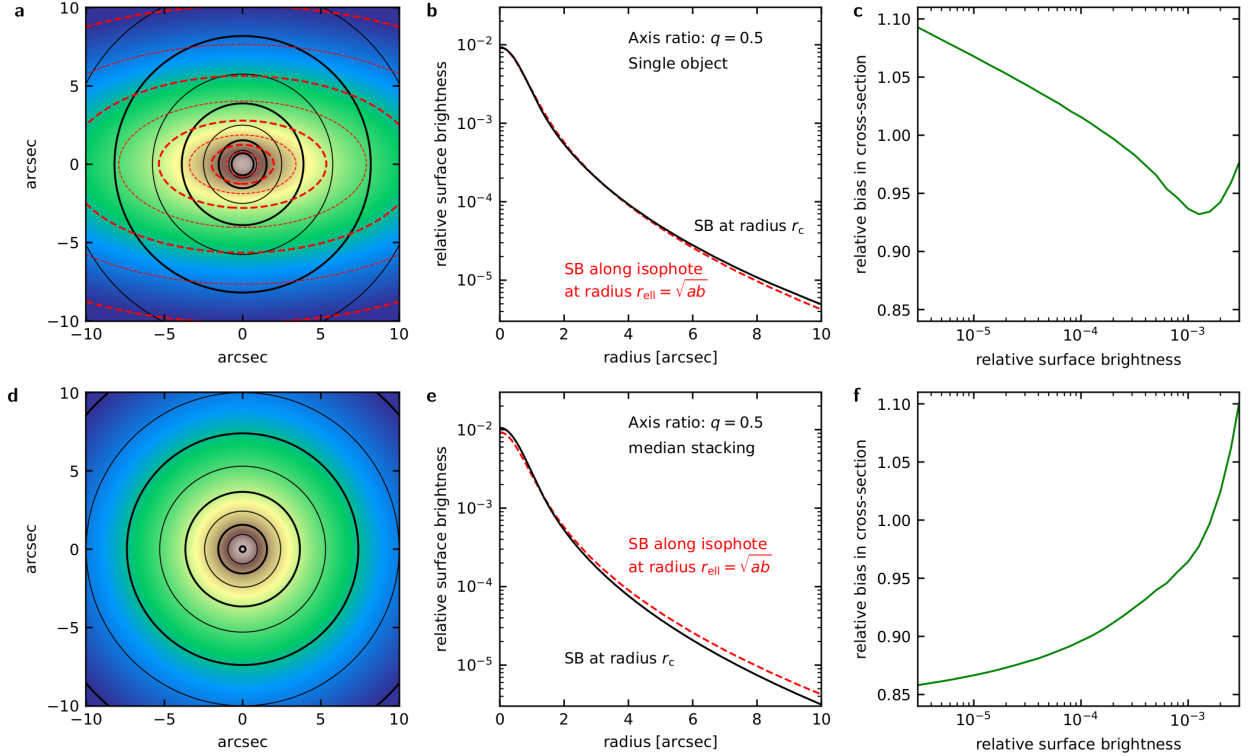 a
10
5
0
−5
−10
arcsec
−10
−5
0
5
10
arcsec
b
10⁻²
10⁻³
10⁻⁴
10⁻⁵
relative surface brightness
Axis ratio: q = 0.5
Single object
SB at radius r_c
SB along isophote
at radius r_ell = √ab
0
2
4
6
8
10
radius [arcsec]
c
1.10
1.05
1.00
0.95
0.90
0.85
relative bias in cross-section
10⁻⁵
10⁻⁴
10⁻³
relative surface brightness
d
10
5
0
−5
−10
arcsec
−10
−5
0
5
10
arcsec
e
10⁻²
10⁻³
10⁻⁴
10⁻⁵
relative surface brightness
Axis ratio: q = 0.5
median stacking
SB along isophote
at radius r_ell = √ab
SB at radius r_c
0
2
4
6
8
10
radius [arcsec]
f
1.10
1.05
1.00
0.95
0.90
0.85
relative bias in cross-section
10⁻⁵
10⁻⁴
10⁻³
relative surface brightness